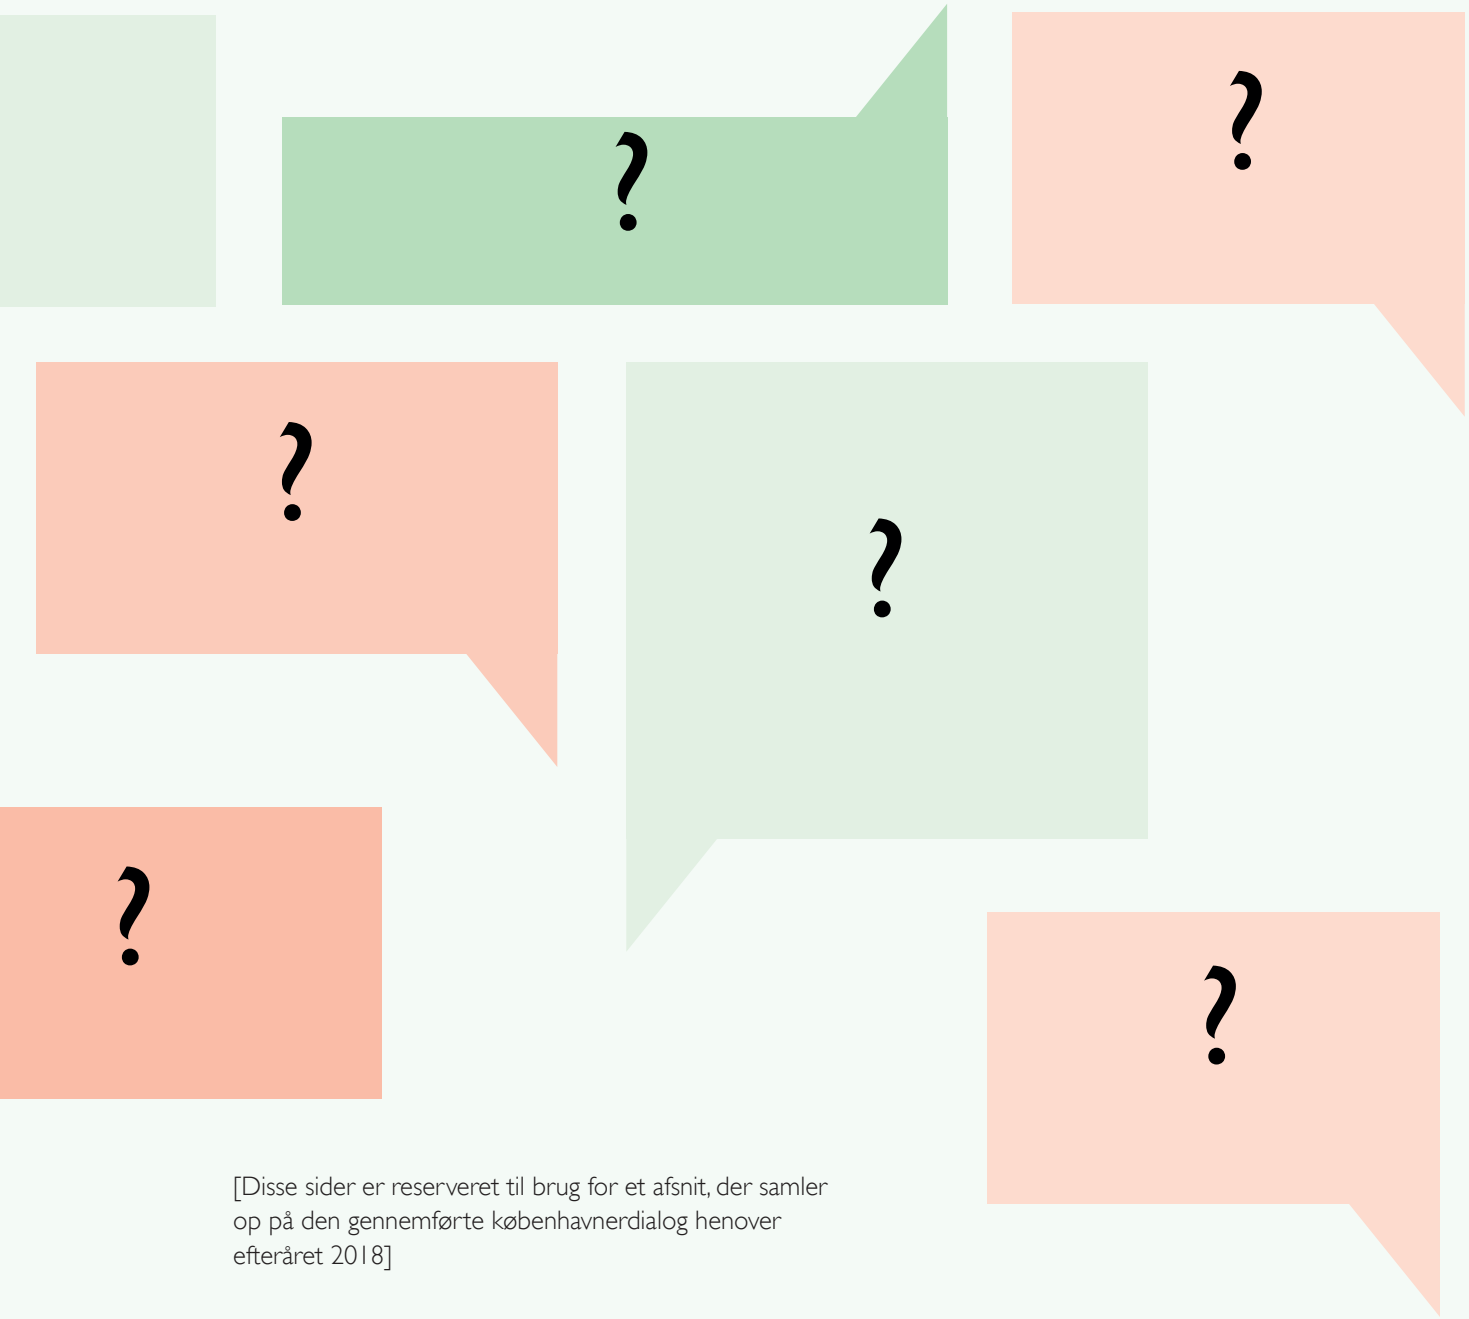 ?
?
?
?
?
?
[Disse sider er reserveret til brug for et afsnit, der samler
op på den gennemførte københavnerdialog henover
efteråret 2018]